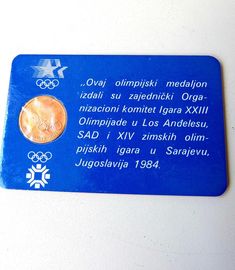 „Ovaj olimpijski medaljon
izdali su zajednički Orga-
nizacioni komitet Igara XXIII
Olimpijade u Los Anđelesu,
SAD i XIV zimskih olim-
pijskih igara u Sarajevu,
Jugoslavija 1984.